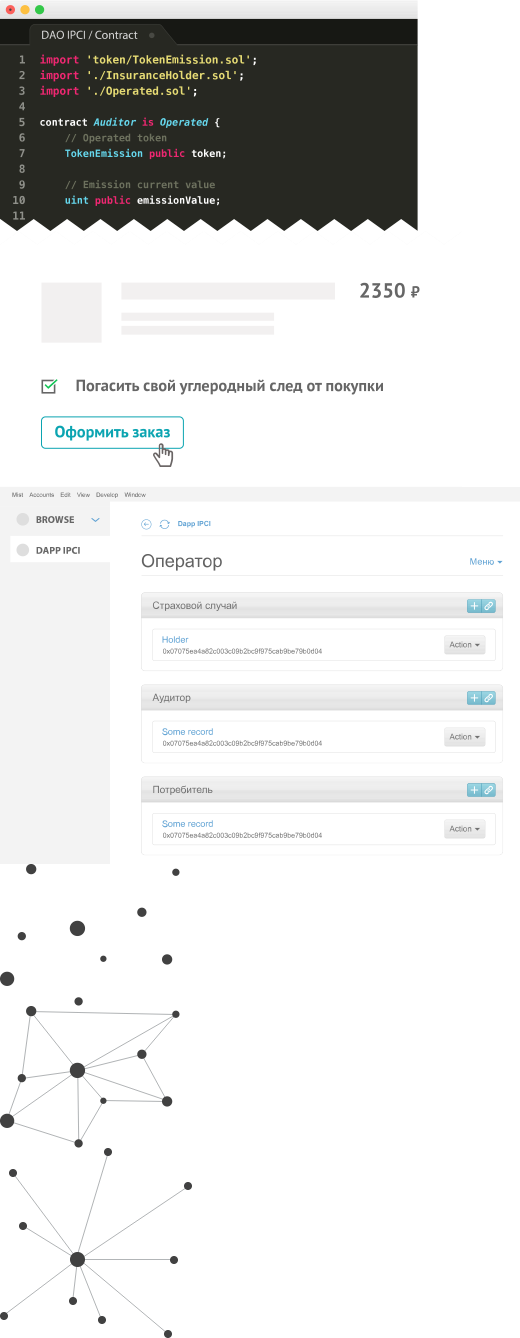 DAO IPCI / Contract
1 import 'token/TokenEmission.sol';
2 import './InsuranceHolder.sol';
3 import './Operated.sol';
4
5 contract Auditor is Operated {
6 // Operated token
7 TokenEmission public token;
8
9 // Emission current value
10 uint public emissionValue;
11
2350 ₽
Погасить свой углеродный след от покупки
Оформить заказ
Mist Accounts Edit View Develop Window
BROWSE
Dapp IPCI
DAPP IPCI
Оператор
Меню
Страховой случай
Holder
0x07075ea4a82c003c09b2bc9f975cab9be79b0d04
Action
Аудитор
Some record
0x07075ea4a82c003c09b2bc9f975cab9be79b0d04
Action
Потребитель
Some record
0x07075ea4a82c003c09b2bc9f975cab9be79b0d04
Action